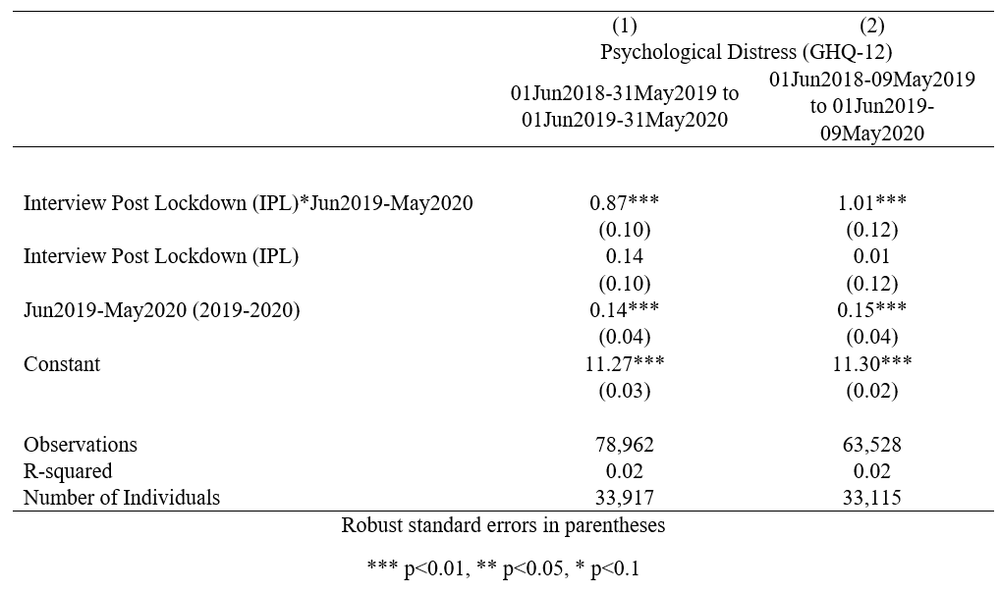 (1) (2)
Psychological Distress (GHQ-12)
01Jun2018-31May2019 to 01Jun2019-31May2020
01Jun2018-09May2019 to 01Jun2019-09May2020
Interview Post Lockdown (IPL)*Jun2019-May2020 0.87*** 1.01***
(0.10) (0.12)
Interview Post Lockdown (IPL) 0.14 0.01
(0.10) (0.12)
Jun2019-May2020 (2019-2020) 0.14*** 0.15***
(0.04) (0.04)
Constant 11.27*** 11.30***
(0.03) (0.02)
Observations 78,962 63,528
R-squared 0.02 0.02
Number of Individuals 33,917 33,115
Robust standard errors in parentheses
*** p<0.01, ** p<0.05, * p<0.1